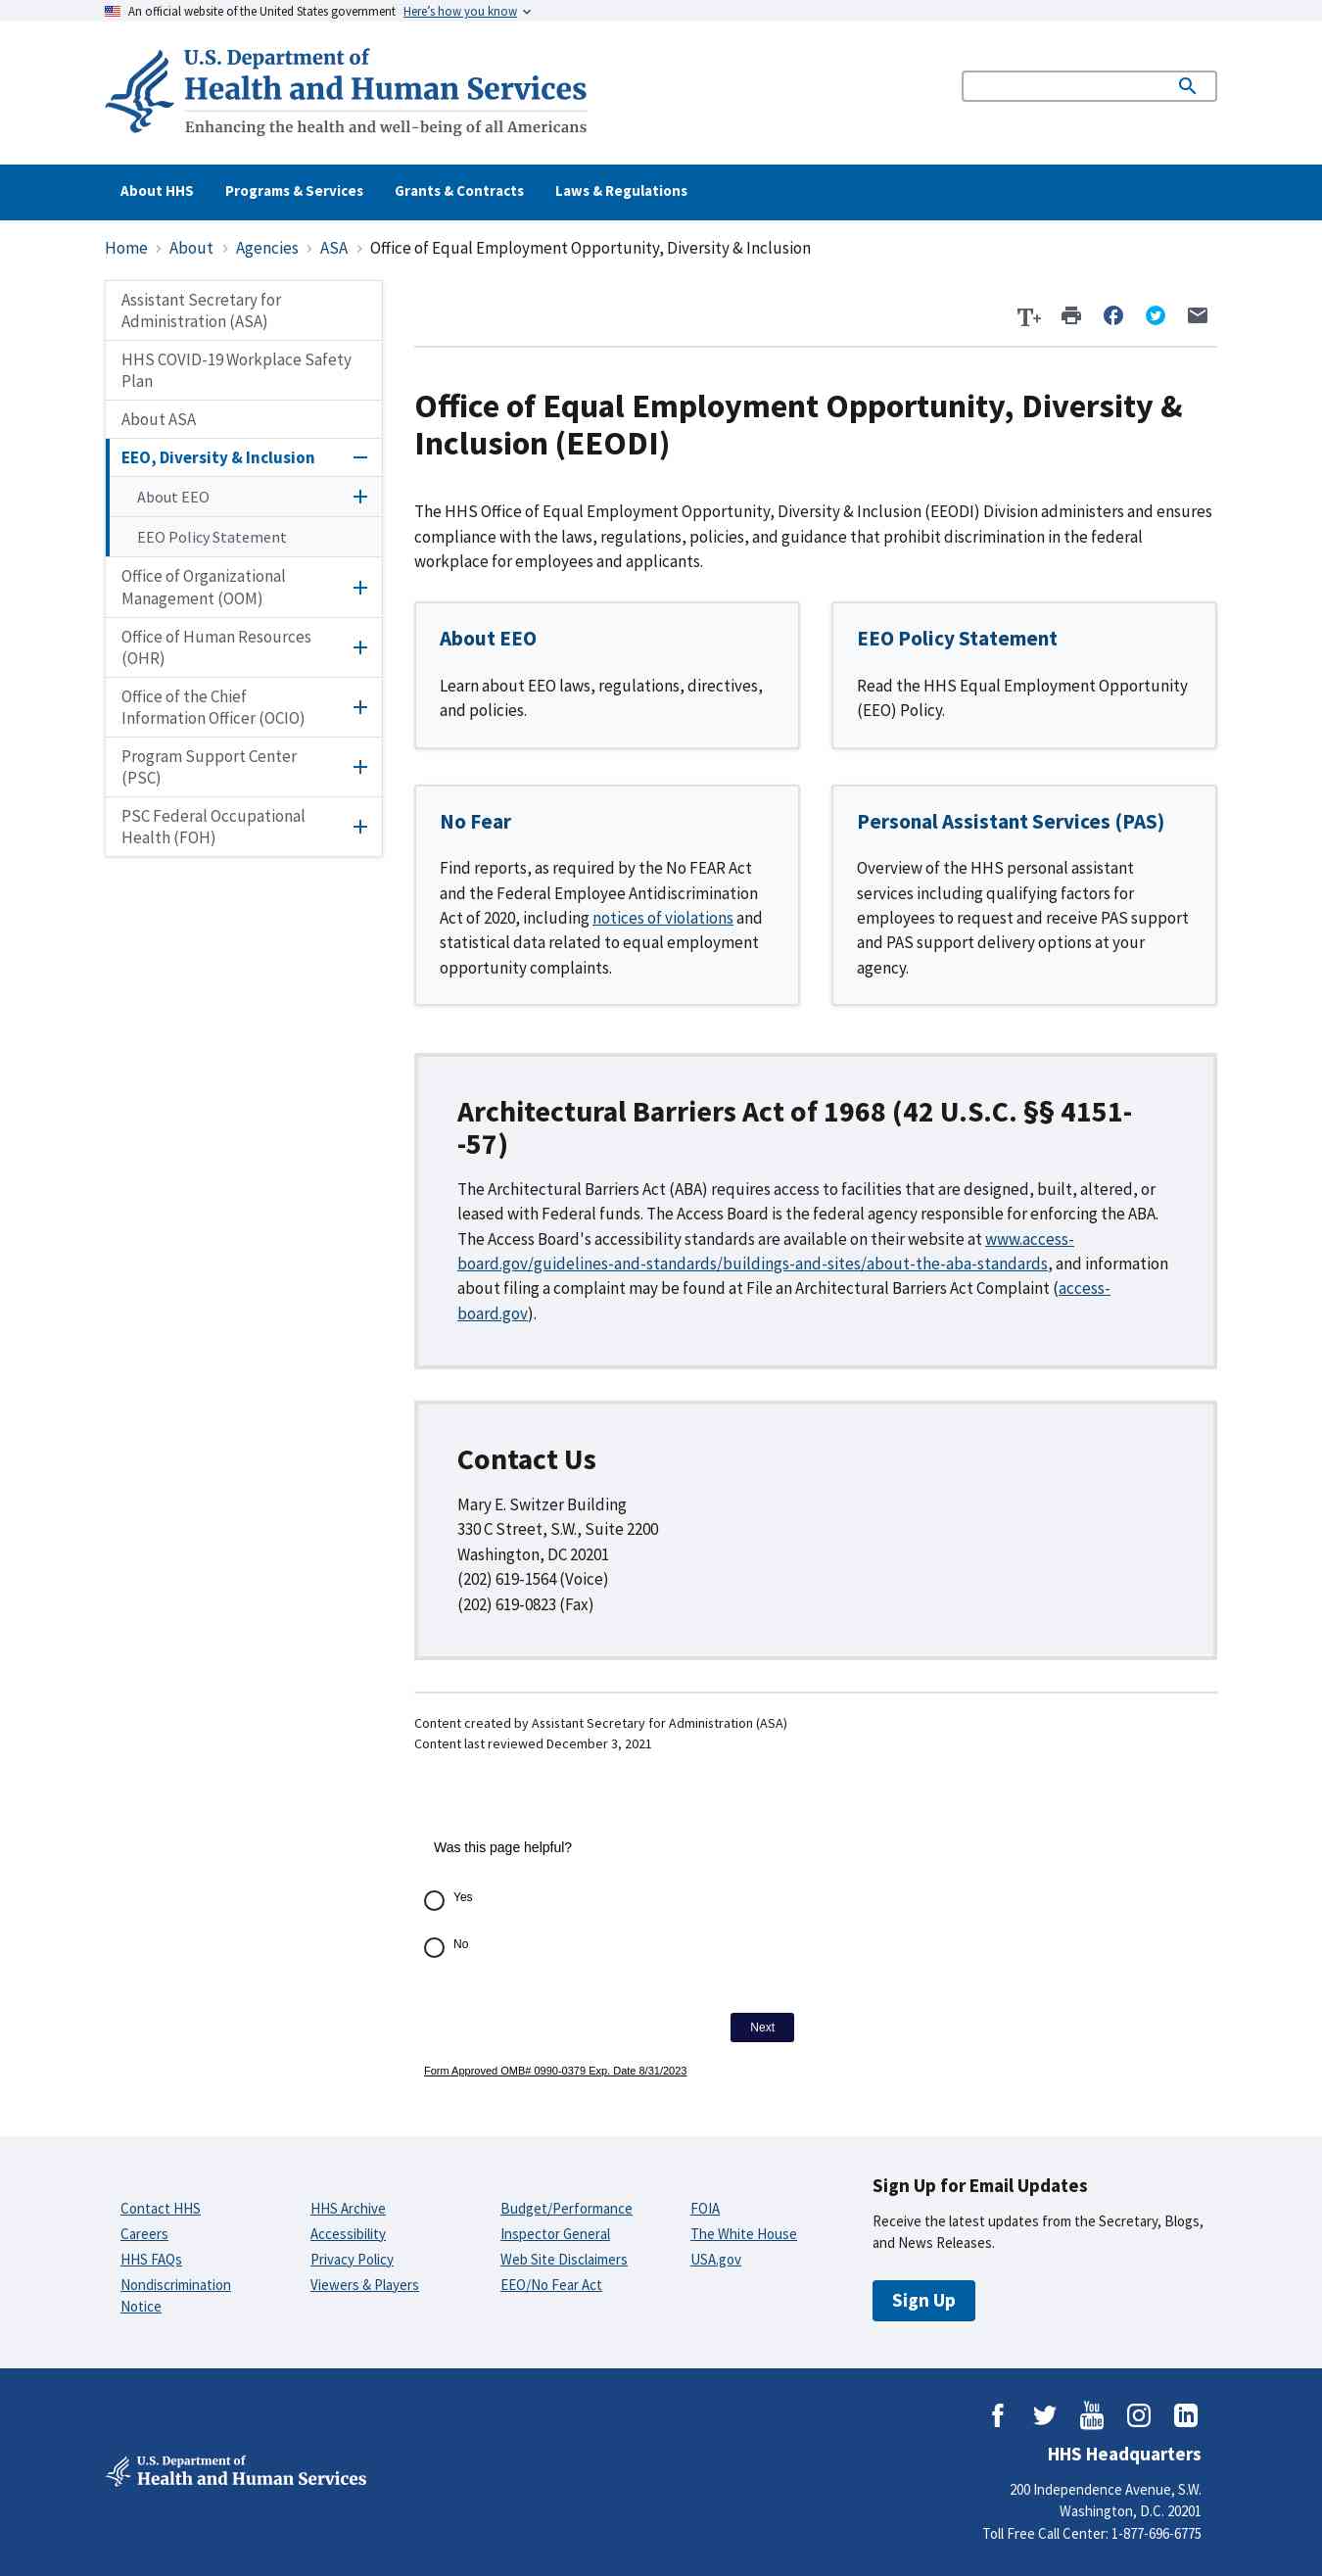 An official website of the United States government Here's how you know
U.S. Department of
Health and Human Services
Enhancing the health and well-being of all Americans
About HHS Programs & Services Grants & Contracts Laws & Regulations
Home About Agencies ASA Office of Equal Employment Opportunity, Diversity & Inclusion
Assistant Secretary for
Administration (ASA)
HHS COVID-19 Workplace Safety
Plan
About ASA
EEO, Diversity & Inclusion
About EEO
EEO Policy Statement
Office of Organizational
Management (OOM)
Office of Human Resources
(OHR)
Office of the Chief
Information Officer (OCIO)
Program Support Center
(PSC)
PSC Federal Occupational
Health (FOH)
T+
Office of Equal Employment Opportunity, Diversity &
Inclusion (EEODI)
The HHS Office of Equal Employment Opportunity, Diversity & Inclusion (EEODI) Division administers and ensures
compliance with the laws, regulations, policies, and guidance that prohibit discrimination in the federal
workplace for employees and applicants.
About EEO
Learn about EEO laws, regulations, directives,
and policies.
EEO Policy Statement
Read the HHS Equal Employment Opportunity
(EEO) Policy.
No Fear
Find reports, as required by the No FEAR Act
and the Federal Employee Antidiscrimination
Act of 2020, including notices of violations and
statistical data related to equal employment
opportunity complaints.
Personal Assistant Services (PAS)
Overview of the HHS personal assistant
services including qualifying factors for
employees to request and receive PAS support
and PAS support delivery options at your
agency.
Architectural Barriers Act of 1968 (42 U.S.C. §§ 4151-
-57)
The Architectural Barriers Act (ABA) requires access to facilities that are designed, built, altered, or
leased with Federal funds. The Access Board is the federal agency responsible for enforcing the ABA.
The Access Board's accessibility standards are available on their website at www.access-
board.gov/guidelines-and-standards/buildings-and-sites/about-the-aba-standards, and information
about filing a complaint may be found at File an Architectural Barriers Act Complaint (access-
board.gov).
Contact Us
Mary E. Switzer Building
330 C Street, S.W., Suite 2200
Washington, DC 20201
(202) 619-1564 (Voice)
(202) 619-0823 (Fax)
Content created by Assistant Secretary for Administration (ASA)
Content last reviewed December 3, 2021
Was this page helpful?
Yes
No
Next
Form Approved OMB# 0990-0379 Exp. Date 8/31/2023
Contact HHS
Careers
HHS FAQs
Nondiscrimination
Notice
HHS Archive
Accessibility
Privacy Policy
Viewers & Players
Budget/Performance
Inspector General
Web Site Disclaimers
EEO/No Fear Act
FOIA
The White House
USA.gov
Sign Up for Email Updates
Receive the latest updates from the Secretary, Blogs,
and News Releases.
Sign Up
You
Tube
U.S. Department of
Health and Human Services
HHS Headquarters
200 Independence Avenue, S.W.
Washington, D.C. 20201
Toll Free Call Center: 1-877-696-6775